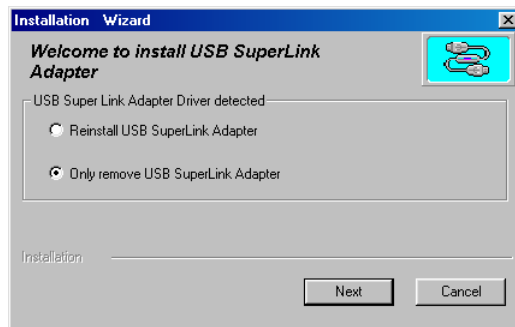 Installation Wizard
Welcome to install USB SuperLink
Adapter
USB Super Link Adapter Driver detected
Reinstall USB SuperLink Adapter
Only remove USB SuperLink Adapter
Installation
Next Cancel